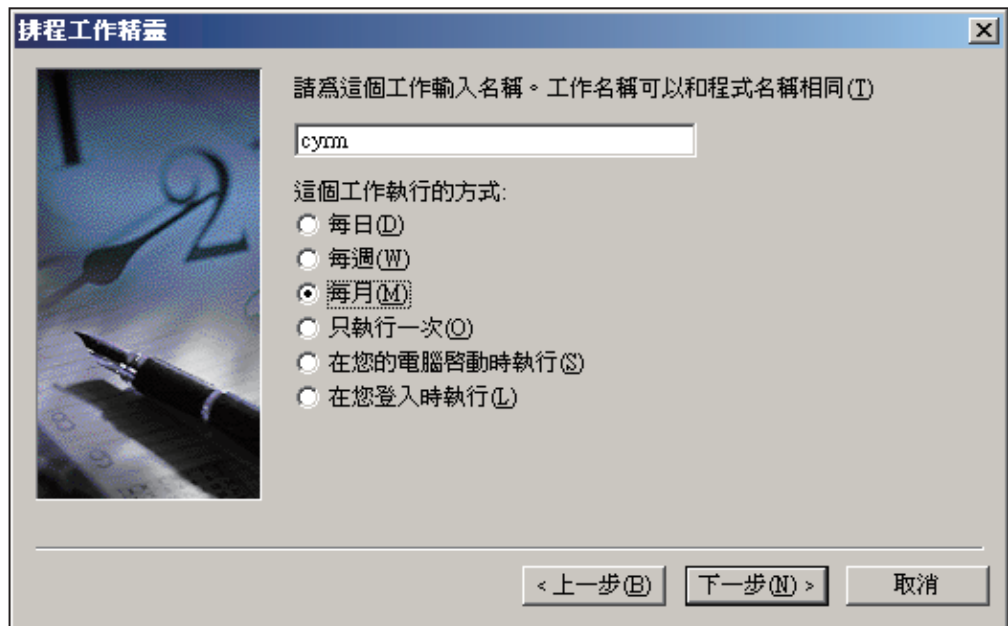 排程工作精靈
請為這個工作輸入名稱。工作名稱可以和程式名稱相同(T)
cyrm
這個工作執行的方式:
每日(D)
每週(W)
每月(M)
只執行一次(O)
在您的電腦啓動時執行(S)
在您登入時執行(L)
< 上一步(B) 下一步(N) > 取消